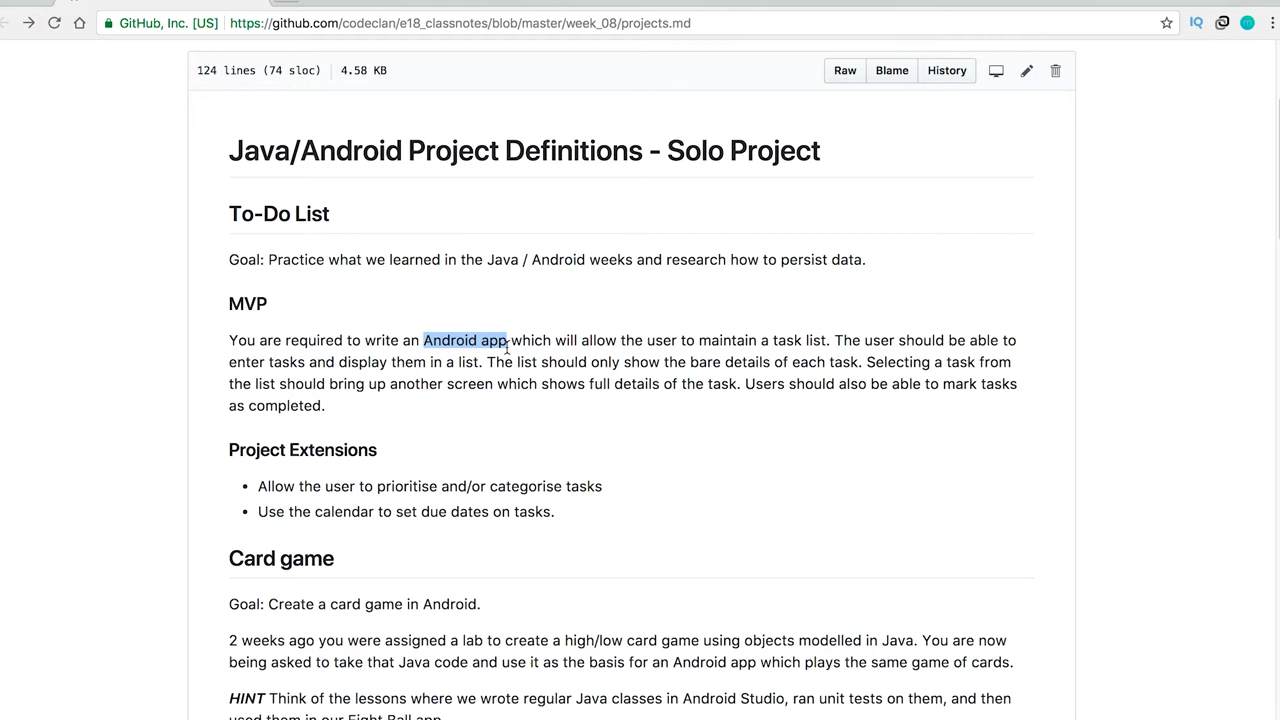 GitHub, Inc. [US]
https://github.com/codeclan/e18_classnotes/blob/master/week_08/projects.md
IQ
124 lines (74 sloc)
4.58 KB
Raw
Blame
History
Java/Android Project Definitions - Solo Project
To-Do List
Goal: Practice what we learned in the Java / Android weeks and research how to persist data.
MVP
You are required to write an Android app which will allow the user to maintain a task list. The user should be able to
enter tasks and display them in a list. The list should only show the bare details of each task. Selecting a task from
the list should bring up another screen which shows full details of the task. Users should also be able to mark tasks
as completed.
Project Extensions
• Allow the user to prioritise and/or categorise tasks
• Use the calendar to set due dates on tasks.
Card game
Goal: Create a card game in Android.
2 weeks ago you were assigned a lab to create a high/low card game using objects modelled in Java. You are now
being asked to take that Java code and use it as the basis for an Android app which plays the same game of cards.
HINT Think of the lessons where we wrote regular Java classes in Android Studio, ran unit tests on them, and then
used them in our Eight Ball app.